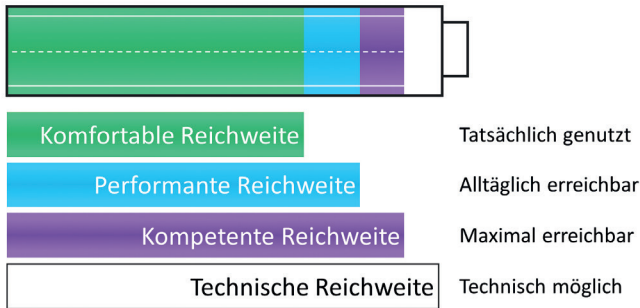 Komfortable Reichweite Tatsächlich genutzt
Performante Reichweite Alltäglich erreichbar
Kompetente Reichweite Maximal erreichbar
Technische Reichweite Technisch möglich